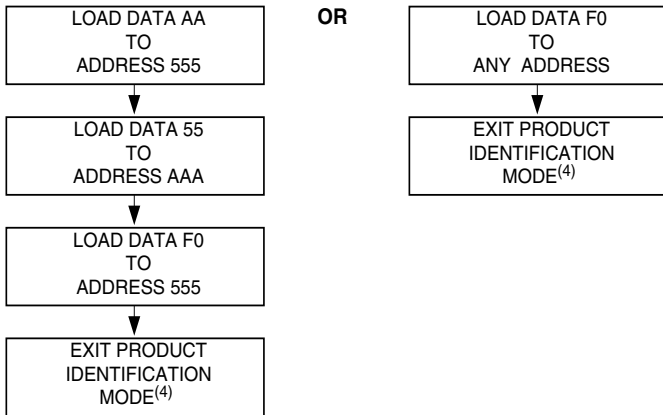 LOAD DATA AA
TO
ADDRESS 555
LOAD DATA 55
TO
ADDRESS AAA
LOAD DATA F0
TO
ADDRESS 555
EXIT PRODUCT
IDENTIFICATION
MODE(4)
OR
LOAD DATA F0
TO
ANY ADDRESS
EXIT PRODUCT
IDENTIFICATION
MODE(4)